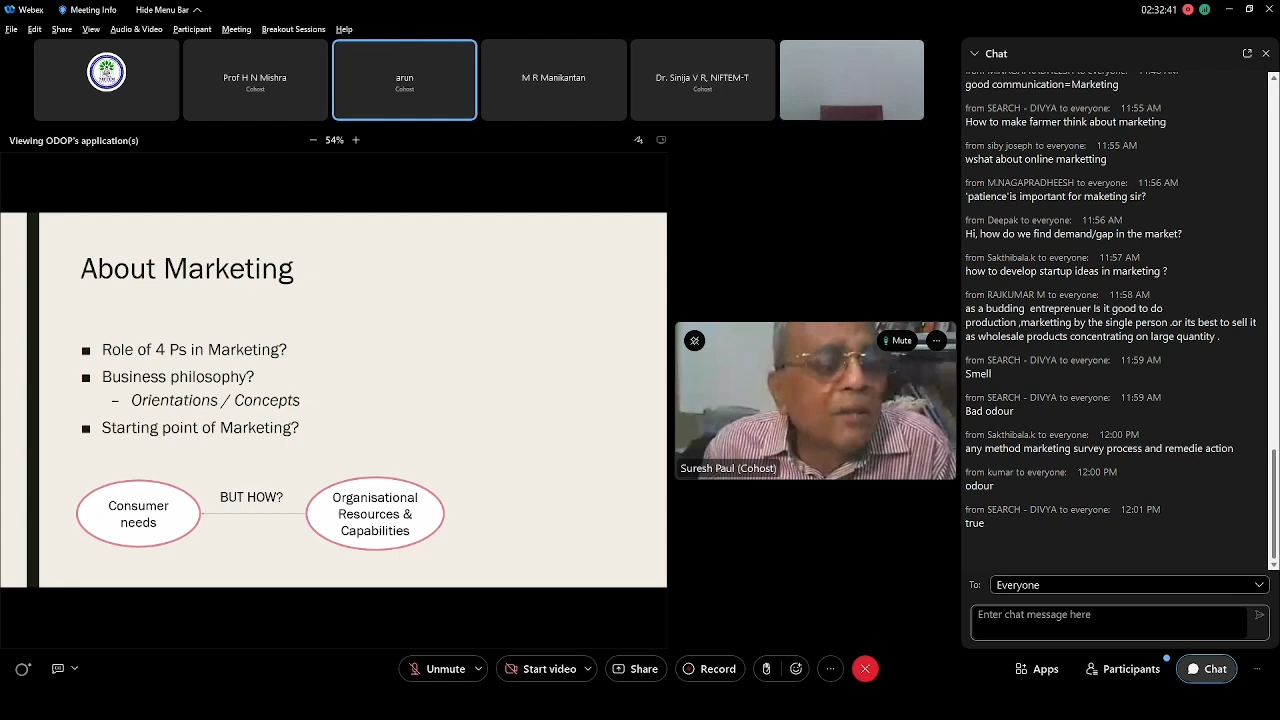 Webex
Meeting Info
Hide Menu Bar
02:32:41
File Edit Share View Audio & Video Participant Meeting Breakout Sessions Help
Prof H N Mishra
Cohost
arun
Cohost
M R Manikantan
Dr. Sinija V R, NIFTEM-T
Cohost
Viewing ODOP's application(s)
54%
About Marketing
Role of 4 Ps in Marketing?
Business philosophy?
– Orientations / Concepts
Starting point of Marketing?
Consumer
needs
BUT HOW?
Organisational
Resources &
Capabilities
Mute
Suresh Paul (Cohost)
Chat
good communication=Marketing
from SEARCH - DIVYA to everyone: 11:55 AM
How to make farmer think about marketing
from siby joseph to everyone: 11:55 AM
wshat about online marketting
from M.NAGAPRADHEESH to everyone: 11:56 AM
'patience'is important for maketing sir?
from Deepak to everyone: 11:56 AM
Hi, how do we find demand/gap in the market?
from Sakthibala.k to everyone: 11:57 AM
how to develop startup ideas in marketing ?
from RAJKUMAR M to everyone: 11:58 AM
as a budding entreprenuer Is it good to do
production ,marketting by the single person .or its best to sell it
as wholesale products concentrating on large quantity .
from SEARCH - DIVYA to everyone: 11:59 AM
Smell
from SEARCH - DIVYA to everyone: 11:59 AM
Bad odour
from Sakthibala.k to everyone: 12:00 PM
any method marketing survey process and remedie action
from kumar to everyone: 12:00 PM
odour
from SEARCH - DIVYA to everyone: 12:01 PM
true
To: Everyone
Enter chat message here
Unmute
Start video
Share
Record
Apps
Participants
Chat